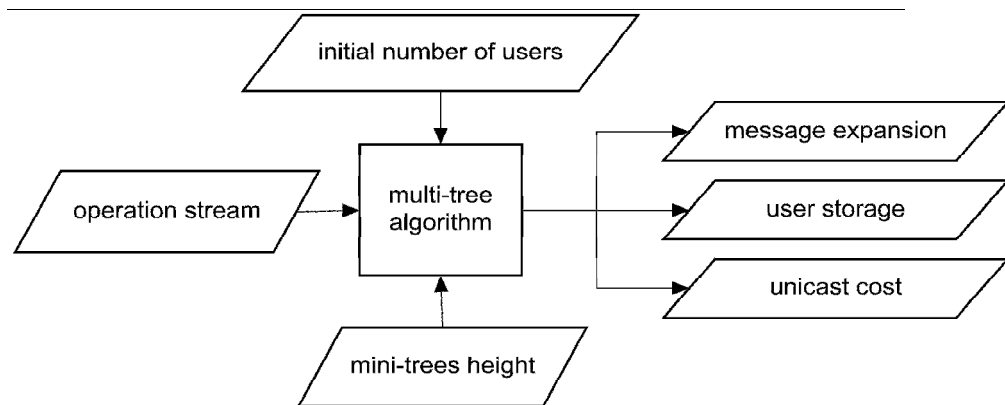 initial number of users
message expansion
operation stream
multi-tree
algorithm
user storage
unicast cost
mini-trees height